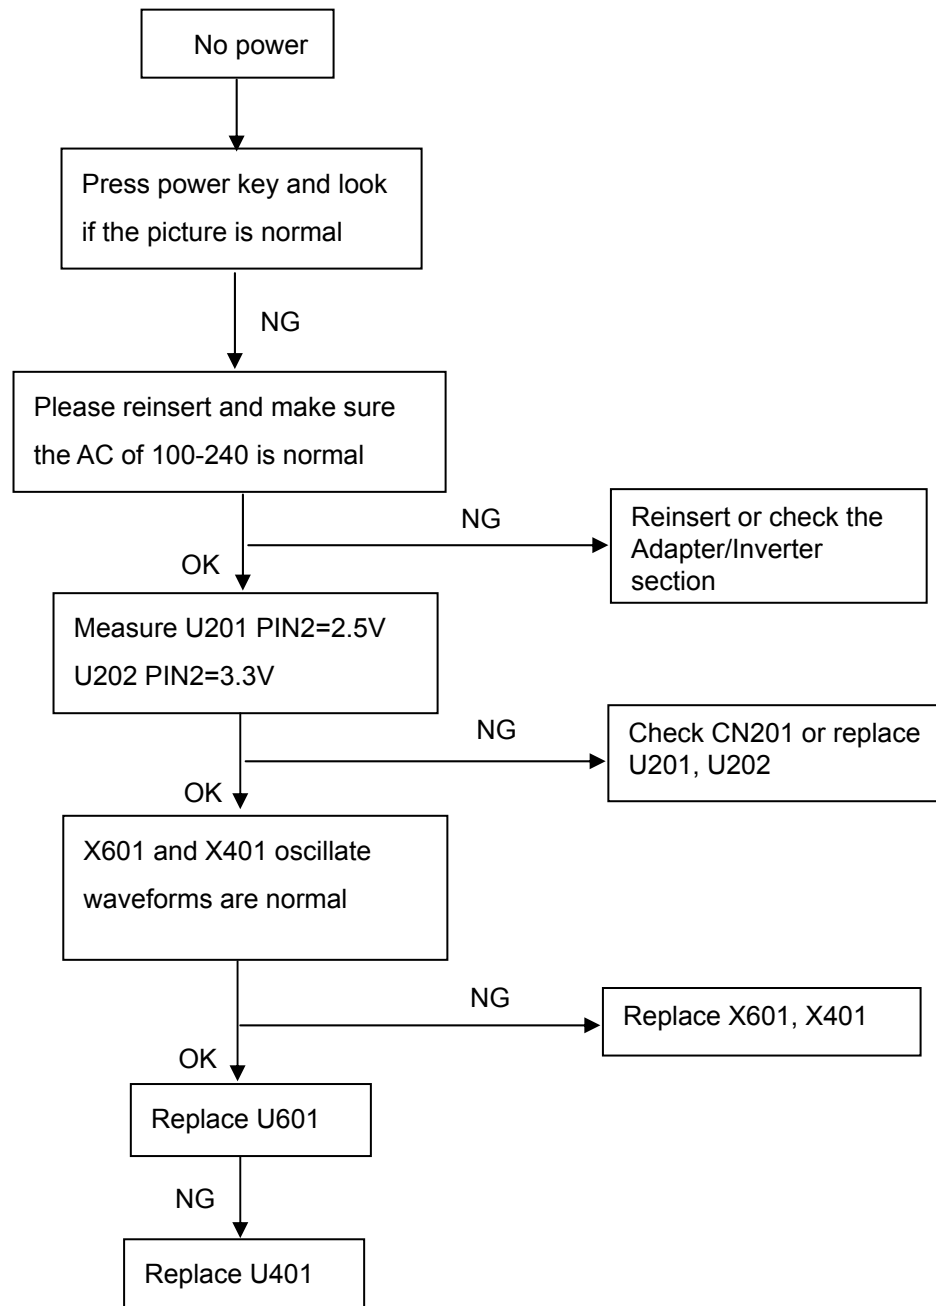 No power
Press power key and look
if the picture is normal
NG
Please reinsert and make sure
the AC of 100-240 is normal
NG
Reinsert or check the
Adapter/Inverter
section
OK
Measure U201 PIN2=2.5V
U202 PIN2=3.3V
NG
Check CN201 or replace
U201, U202
OK
X601 and X401 oscillate
waveforms are normal
NG
Replace X601, X401
OK
Replace U601
NG
Replace U401